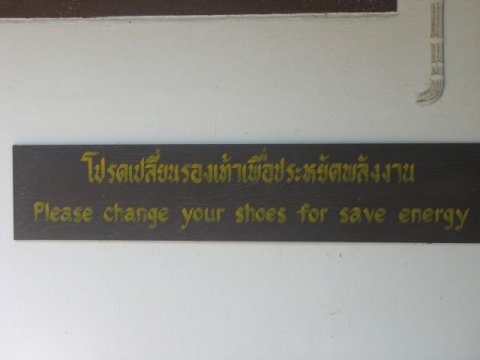 โปรดเปลี่ยนรองเท้าเพื่อประหยัดพลังงาน
Please change your shoes for save energy